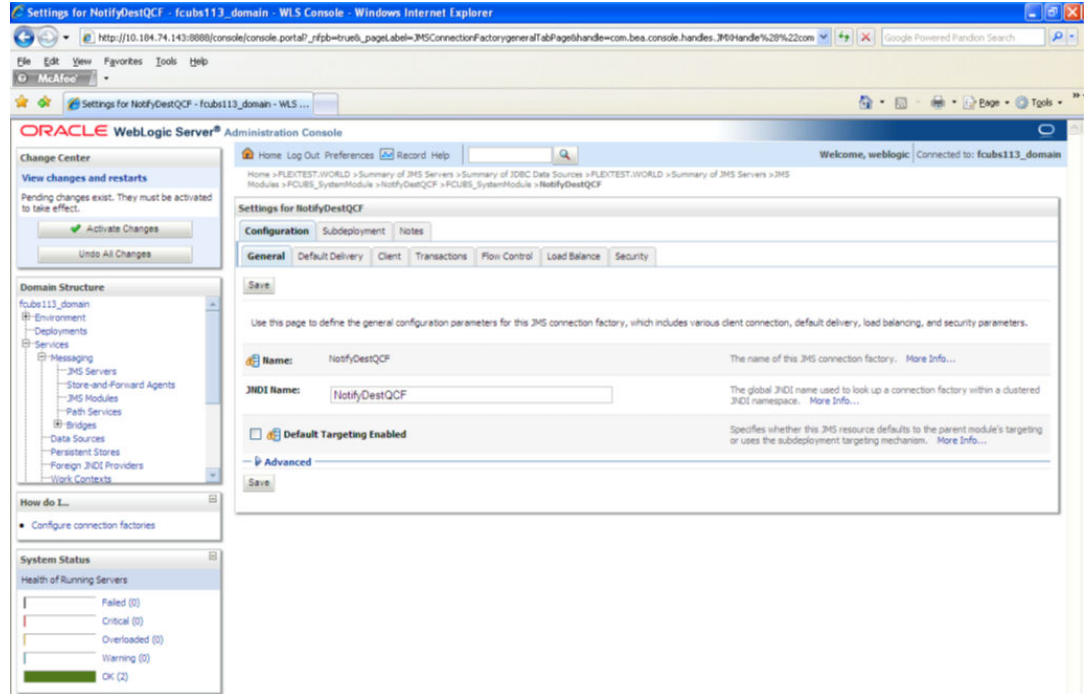 Settings for NotifyDestQCF - fcubs113_domain - WLS Console - Windows Internet Explorer
http://10.184.74.143:8888/console/console.portal?_nfpb=true&_pageLabel=JMSConnectionFactorygeneralTabPage&handle=com.bea.console.handles.JMXHandle%28%22com
Google Powered Pandion Search
File Edit View Favorites Tools Help
McAfee
Settings for NotifyDestQCF - fcubs113_domain - WLS ...
Page Tools
ORACLE WebLogic Server® Administration Console
Change Center
View changes and restarts
Pending changes exist. They must be activated
to take effect.
Activate Changes
Undo All Changes
Domain Structure
fcubs113_domain
Environment
Deployments
Services
Messaging
JMS Servers
Store-and-Forward Agents
JMS Modules
Path Services
Bridges
Data Sources
Persistent Stores
Foreign JNDI Providers
Work Contexts
How do I...
Configure connection factories
System Status
Health of Running Servers
Failed (0)
Critical (0)
Overloaded (0)
Warning (0)
OK (2)
Home Log Out Preferences Record Help
Welcome, weblogic Connected to: fcubs113_domain
Home >FLEXTEST.WORLD >Summary of JMS Servers >Summary of JDBC Data Sources >FLEXTEST.WORLD >Summary of JMS Servers >JMS
Modules >FCUBS_SystemModule >NotifyDestQCF >FCUBS_SystemModule >NotifyDestQCF
Settings for NotifyDestQCF
Configuration Subdeployment Notes
General Default Delivery Client Transactions Flow Control Load Balance Security
Save
Use this page to define the general configuration parameters for this JMS connection factory, which includes various client connection, default delivery, load balancing, and security parameters.
Name: NotifyDestQCF
The name of this JMS connection factory. More Info...
JNDI Name: NotifyDestQCF
The global JNDI name used to look up a connection factory within a clustered
JNDI namespace. More Info...
Default Targeting Enabled
Specifies whether this JMS resource defaults to the parent module's targeting
or uses the subdeployment targeting mechanism. More Info...
Advanced
Save